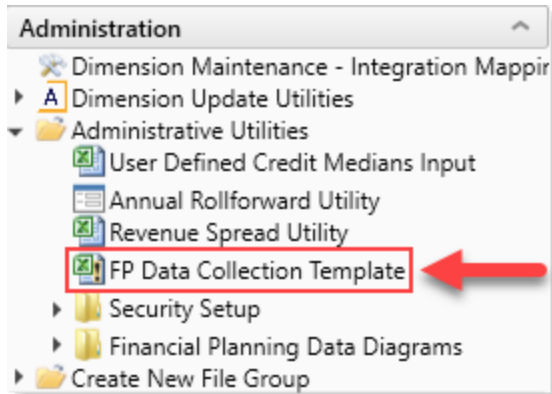 Administration
Dimension Maintenance - Integration Mappin
A Dimension Update Utilities
Administrative Utilities
User Defined Credit Medians Input
Annual Rollforward Utility
Revenue Spread Utility
FP Data Collection Template
Security Setup
Financial Planning Data Diagrams
Create New File Group